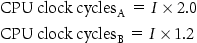 CPU clock cycles_A = I × 2.0
CPU clock cycles_B = I × 1.2